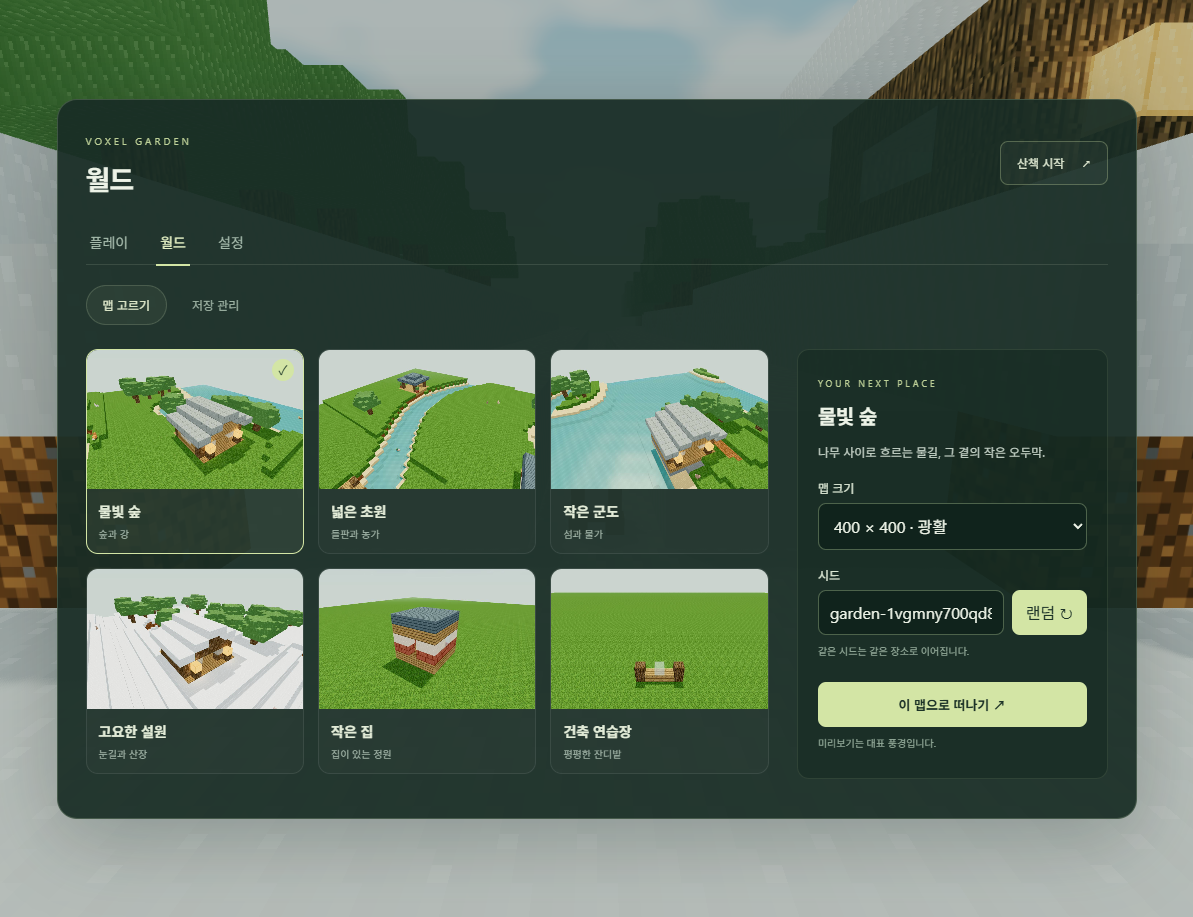 VOXEL GARDEN
월드
산책 시작 ↗
플레이 월드 설정
맵 고르기 저장 관리
물빛 숲
숲과 강
넓은 초원
들판과 농가
작은 군도
섬과 물가
고요한 설원
눈길과 산장
작은 집
집이 있는 정원
건축 연습장
평평한 잔디밭
YOUR NEXT PLACE
물빛 숲
나무 사이로 흐르는 물길, 그 곁의 작은 오두막.
맵 크기
400 × 400 · 광활
시드
garden-1vgmny700qd
랜덤 ↻
같은 시드는 같은 장소로 이어집니다.
이 맵으로 떠나기 ↗
미리보기는 대표 풍경입니다.